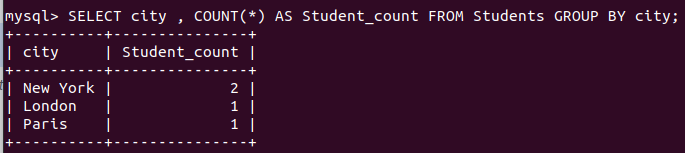 mysql> SELECT city , COUNT(*) AS Student_count FROM Students GROUP BY city;
+----------+---------------+
| city     | Student_count |
+----------+---------------+
| New York |             2 |
| London   |             1 |
| Paris    |             1 |
+----------+---------------+